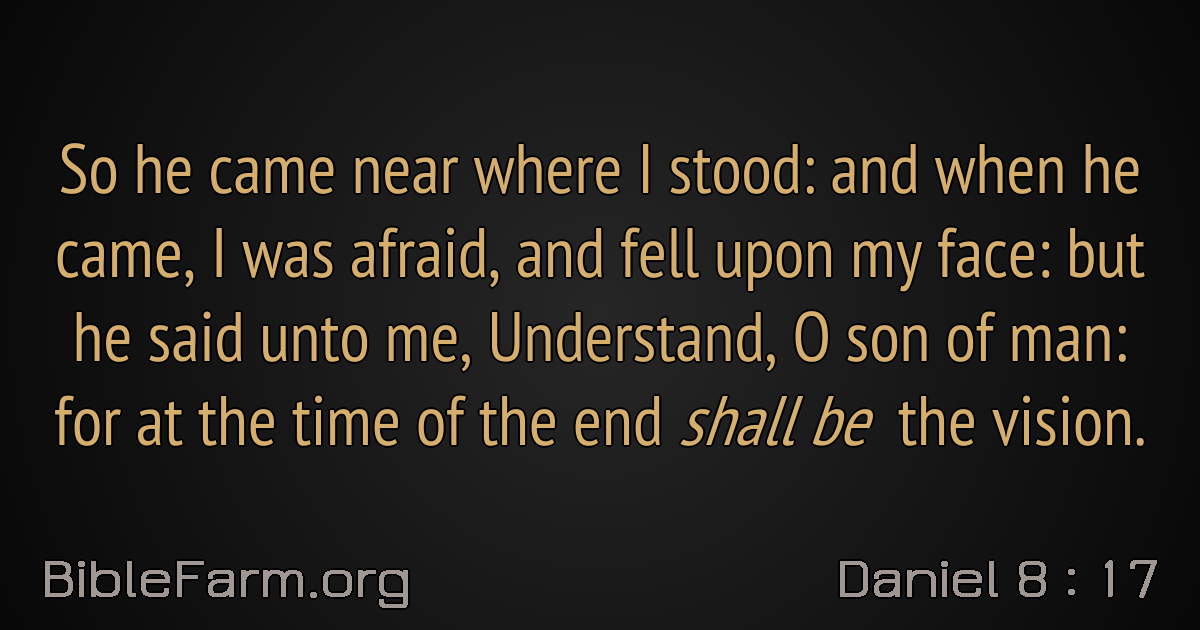 So he came near where I stood: and when he
came, I was afraid, and fell upon my face: but
he said unto me, Understand, O son of man:
for at the time of the end shall be the vision.
BibleFarm.org
Daniel 8 : 17